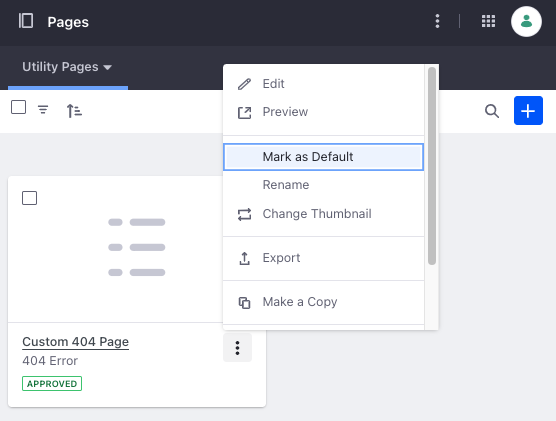 Pages
Utility Pages
Edit
Preview
Mark as Default
Rename
Change Thumbnail
Export
Make a Copy
Custom 404 Page
404 Error
APPROVED